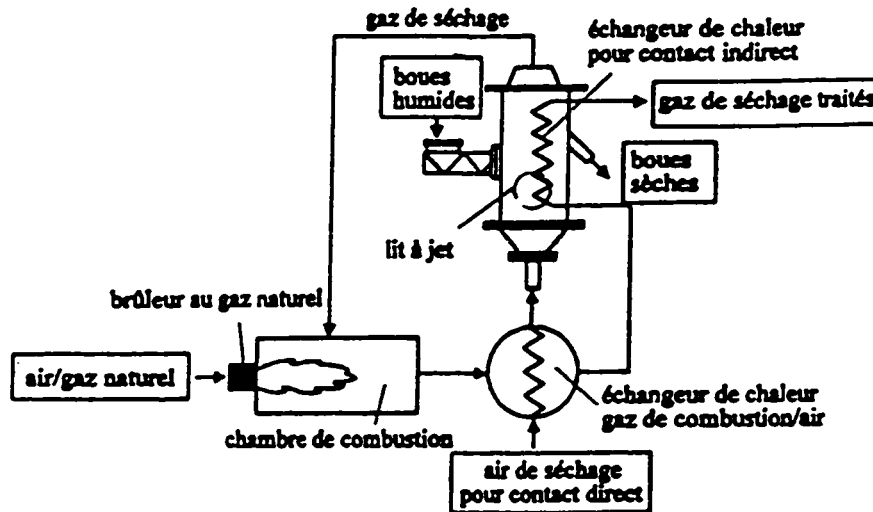 gaz de séchage
échangeur de chaleur
pour contact indirect
boues
humides
gaz de séchage traités
boues
sèches
lit à jet
brûleur au gaz naturel
air/gaz naturel
échangeur de chaleur
gaz de combustion/air
chambre de combustion
air de séchage
pour contact direct